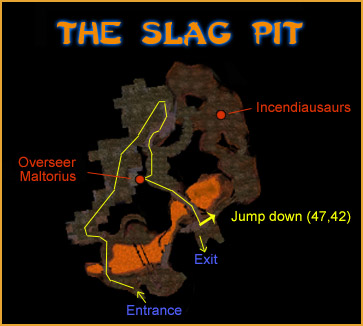 THE SLAG PIT
Incendiausaurs
Overseer
Maltorius
Jump down (47,42)
Exit
Entrance